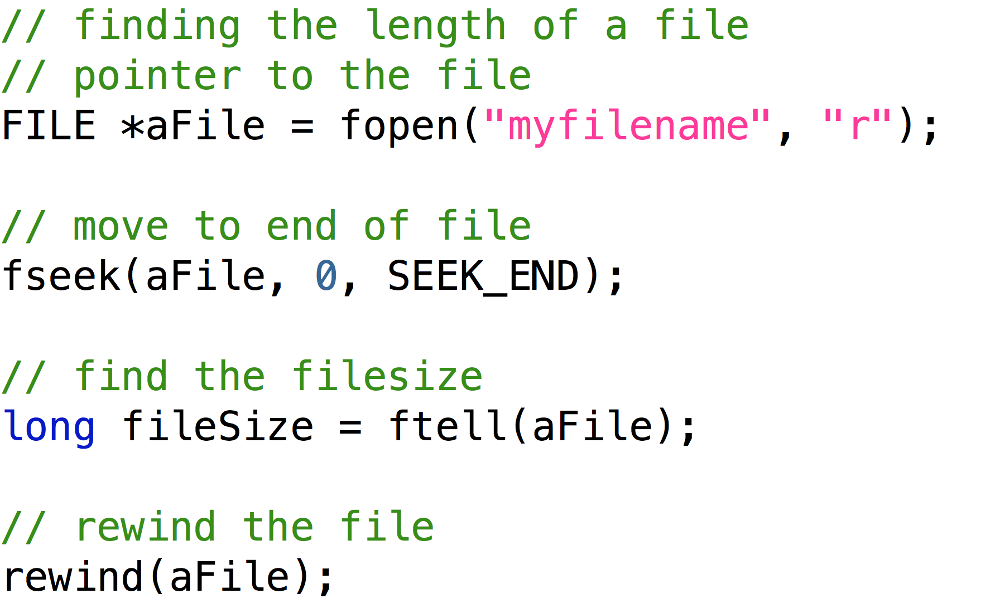 // finding the length of a file
// pointer to the file
FILE *aFile = fopen("myfilename", "r");
// move to end of file
fseek(aFile, 0, SEEK_END);
// find the filesize
long fileSize = ftell(aFile);
// rewind the file
rewind(aFile);